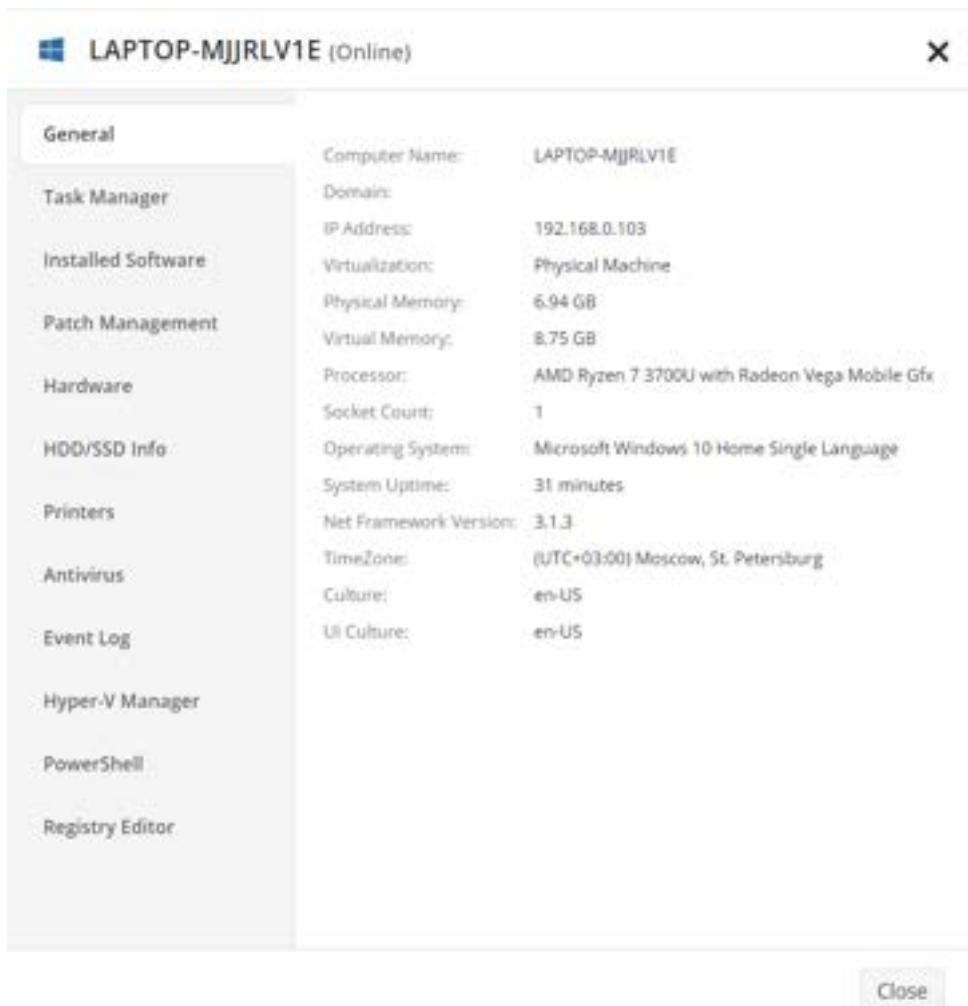 LAPTOP-MJJRLV1E (Online)
General
Task Manager
Installed Software
Patch Management
Hardware
HDD/SSD Info
Printers
Antivirus
Event Log
Hyper-V Manager
PowerShell
Registry Editor
Computer Name: LAPTOP-MJJRLV1E
Domain:
IP Address: 192.168.0.103
Virtualization: Physical Machine
Physical Memory: 6.94 GB
Virtual Memory: 8.75 GB
Processor: AMD Ryzen 7 3700U with Radeon Vega Mobile Gfx
Socket Count: 1
Operating System: Microsoft Windows 10 Home Single Language
System Uptime: 31 minutes
Net Framework Version: 3.1.3
TimeZone: (UTC+03:00) Moscow, St. Petersburg
Culture: en-US
UI Culture: en-US
Close